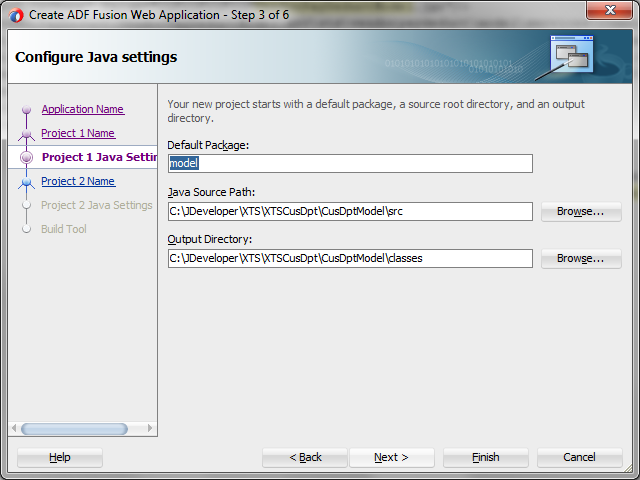 Create ADF Fusion Web Application - Step 3 of 6
Configure Java settings
Application Name
Project 1 Name
Project 1 Java Settin
Project 2 Name
Project 2 Java Settings
Build Tool
Your new project starts with a default package, a source root directory, and an output
directory.
Default Package:
model
Java Source Path:
C:\JDeveloper\XTS\XTSCusDpt\CusDptModel\src
Browse...
Output Directory:
C:\JDeveloper\XTS\XTSCusDpt\CusDptModel\classes
Browse...
Help
< Back
Next >
Finish
Cancel